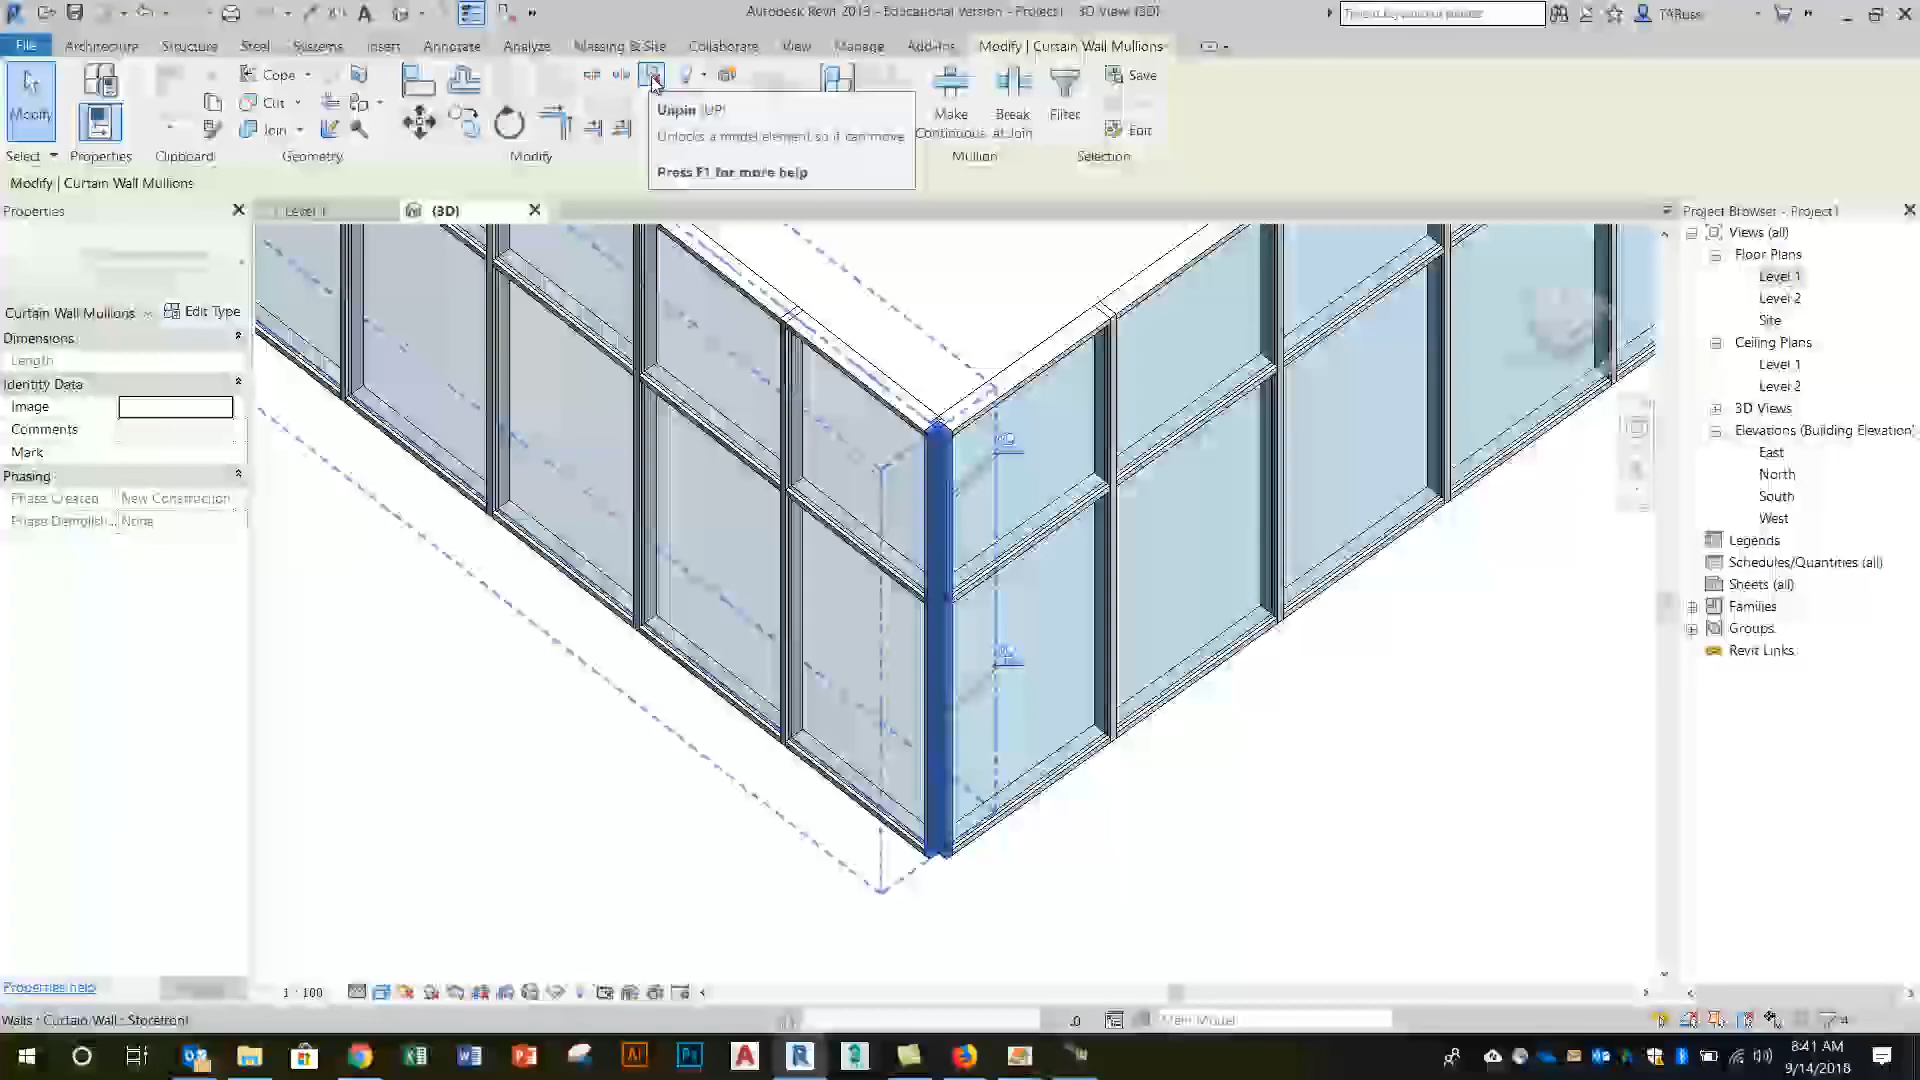 Autodesk Revit 2019 - Educational Version - Project1 - 3D View: {3D}
Type a keyword or phrase
TARuss
File
Architecture
Structure
Steel
Systems
Insert
Annotate
Analyze
Massing & Site
Collaborate
View
Manage
Add-Ins
Modify | Curtain Wall Mullions
Modify
Cope
Cut
Join
Make
Continuous
Break
at Join
Filter
Save
Edit
Unpin (UP)
Unlocks a model element so it can move
Press F1 for more help
Select
Properties
Clipboard
Geometry
Modify
Mullion
Selection
Modify | Curtain Wall Mullions
Properties
Level 1
{3D}
Project Browser - Project1
Curtain Wall Mullions
Edit Type
Dimensions
Length
Identity Data
Image
Comments
Mark
Phasing
Phase Created
New Construction
Phase Demolish...
None
Properties help
Views (all)
Floor Plans
Level 1
Level 2
Site
Ceiling Plans
Level 1
Level 2
3D Views
Elevations (Building Elevation)
East
North
South
West
Legends
Schedules/Quantities (all)
Sheets (all)
Families
Groups
Revit Links
1 : 100
Walls : Curtain Wall : Storefront
:0
Main Model
8:41 AM
9/14/2018